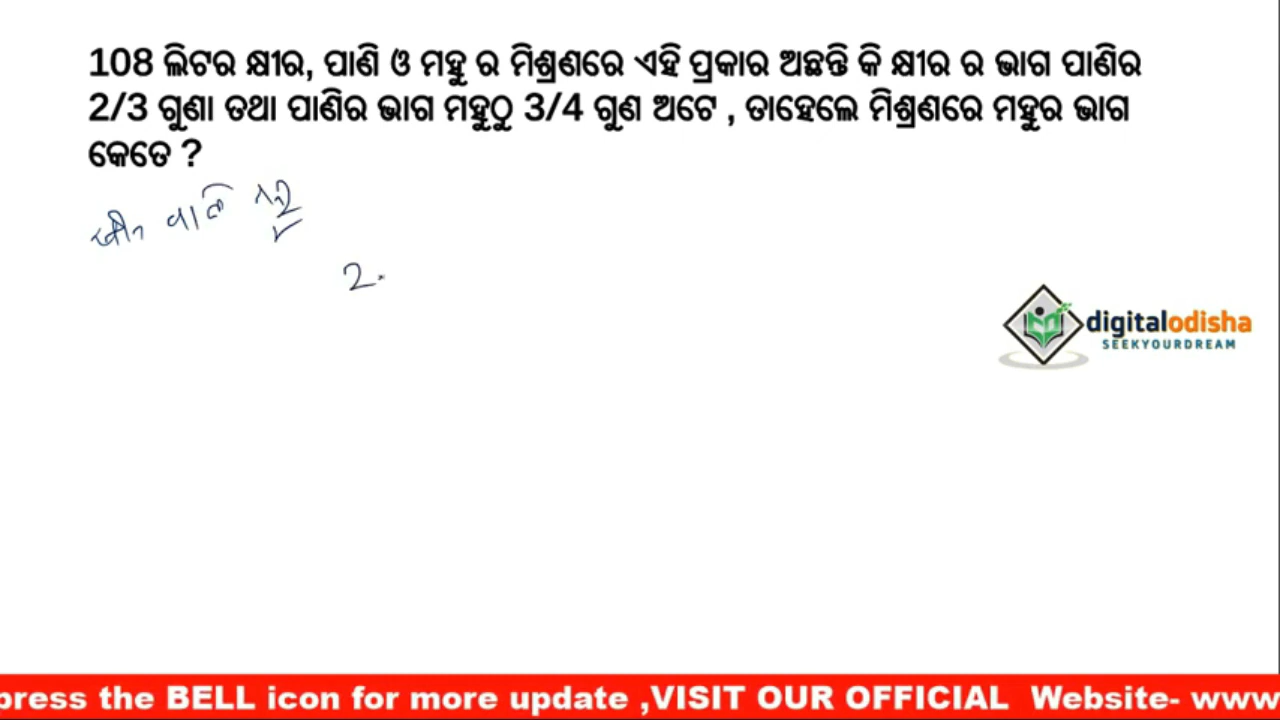 108 ଲିଟର କ୍ଷୀର, ପାଣି ଓ ମହୁ ର ମିଶ୍ରଣରେ ଏହି ପ୍ରକାର ଅଛନ୍ତି କି କ୍ଷୀର ର ଭାଗ ପାଣିର
2/3 ଗୁଣା ତଥା ପାଣିର ଭାଗ ମହୁଠୁ 3/4 ଗୁଣ ଅଟେ , ତାହେଲେ ମିଶ୍ରଣରେ ମହୁର ଭାଗ
କେତେ ?
କ୍ଷୀର ପାଣି ମହୁ
2
digitalodisha
SEEKYOURDREAM
press the BELL icon for more update ,VISIT OUR OFFICIAL Website- www